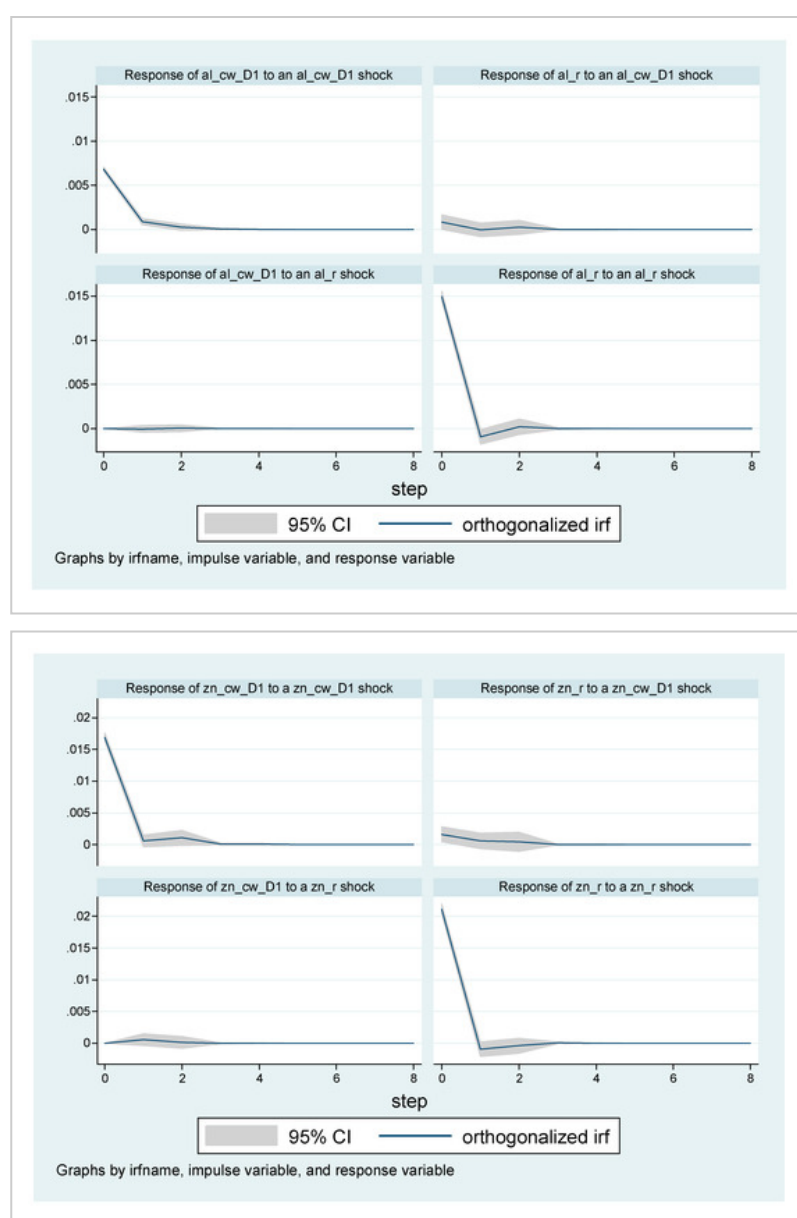 Response of al_cw_D1 to an al_cw_D1 shock
Response of al_r to an al_cw_D1 shock
.015
.01
.005
0
Response of al_cw_D1 to an al_r shock
Response of al_r to an al_r shock
.015
.01
.005
0
0 2 4 6 8
0 2 4 6 8
step
95% CI
orthogonalized irf
Graphs by irfname, impulse variable, and response variable
Response of zn_cw_D1 to a zn_cw_D1 shock
Response of zn_r to a zn_cw_D1 shock
.02
.015
.01
.005
0
Response of zn_cw_D1 to a zn_r shock
Response of zn_r to a zn_r shock
.02
.015
.01
.005
0
0 2 4 6 8
0 2 4 6 8
step
95% CI
orthogonalized irf
Graphs by irfname, impulse variable, and response variable